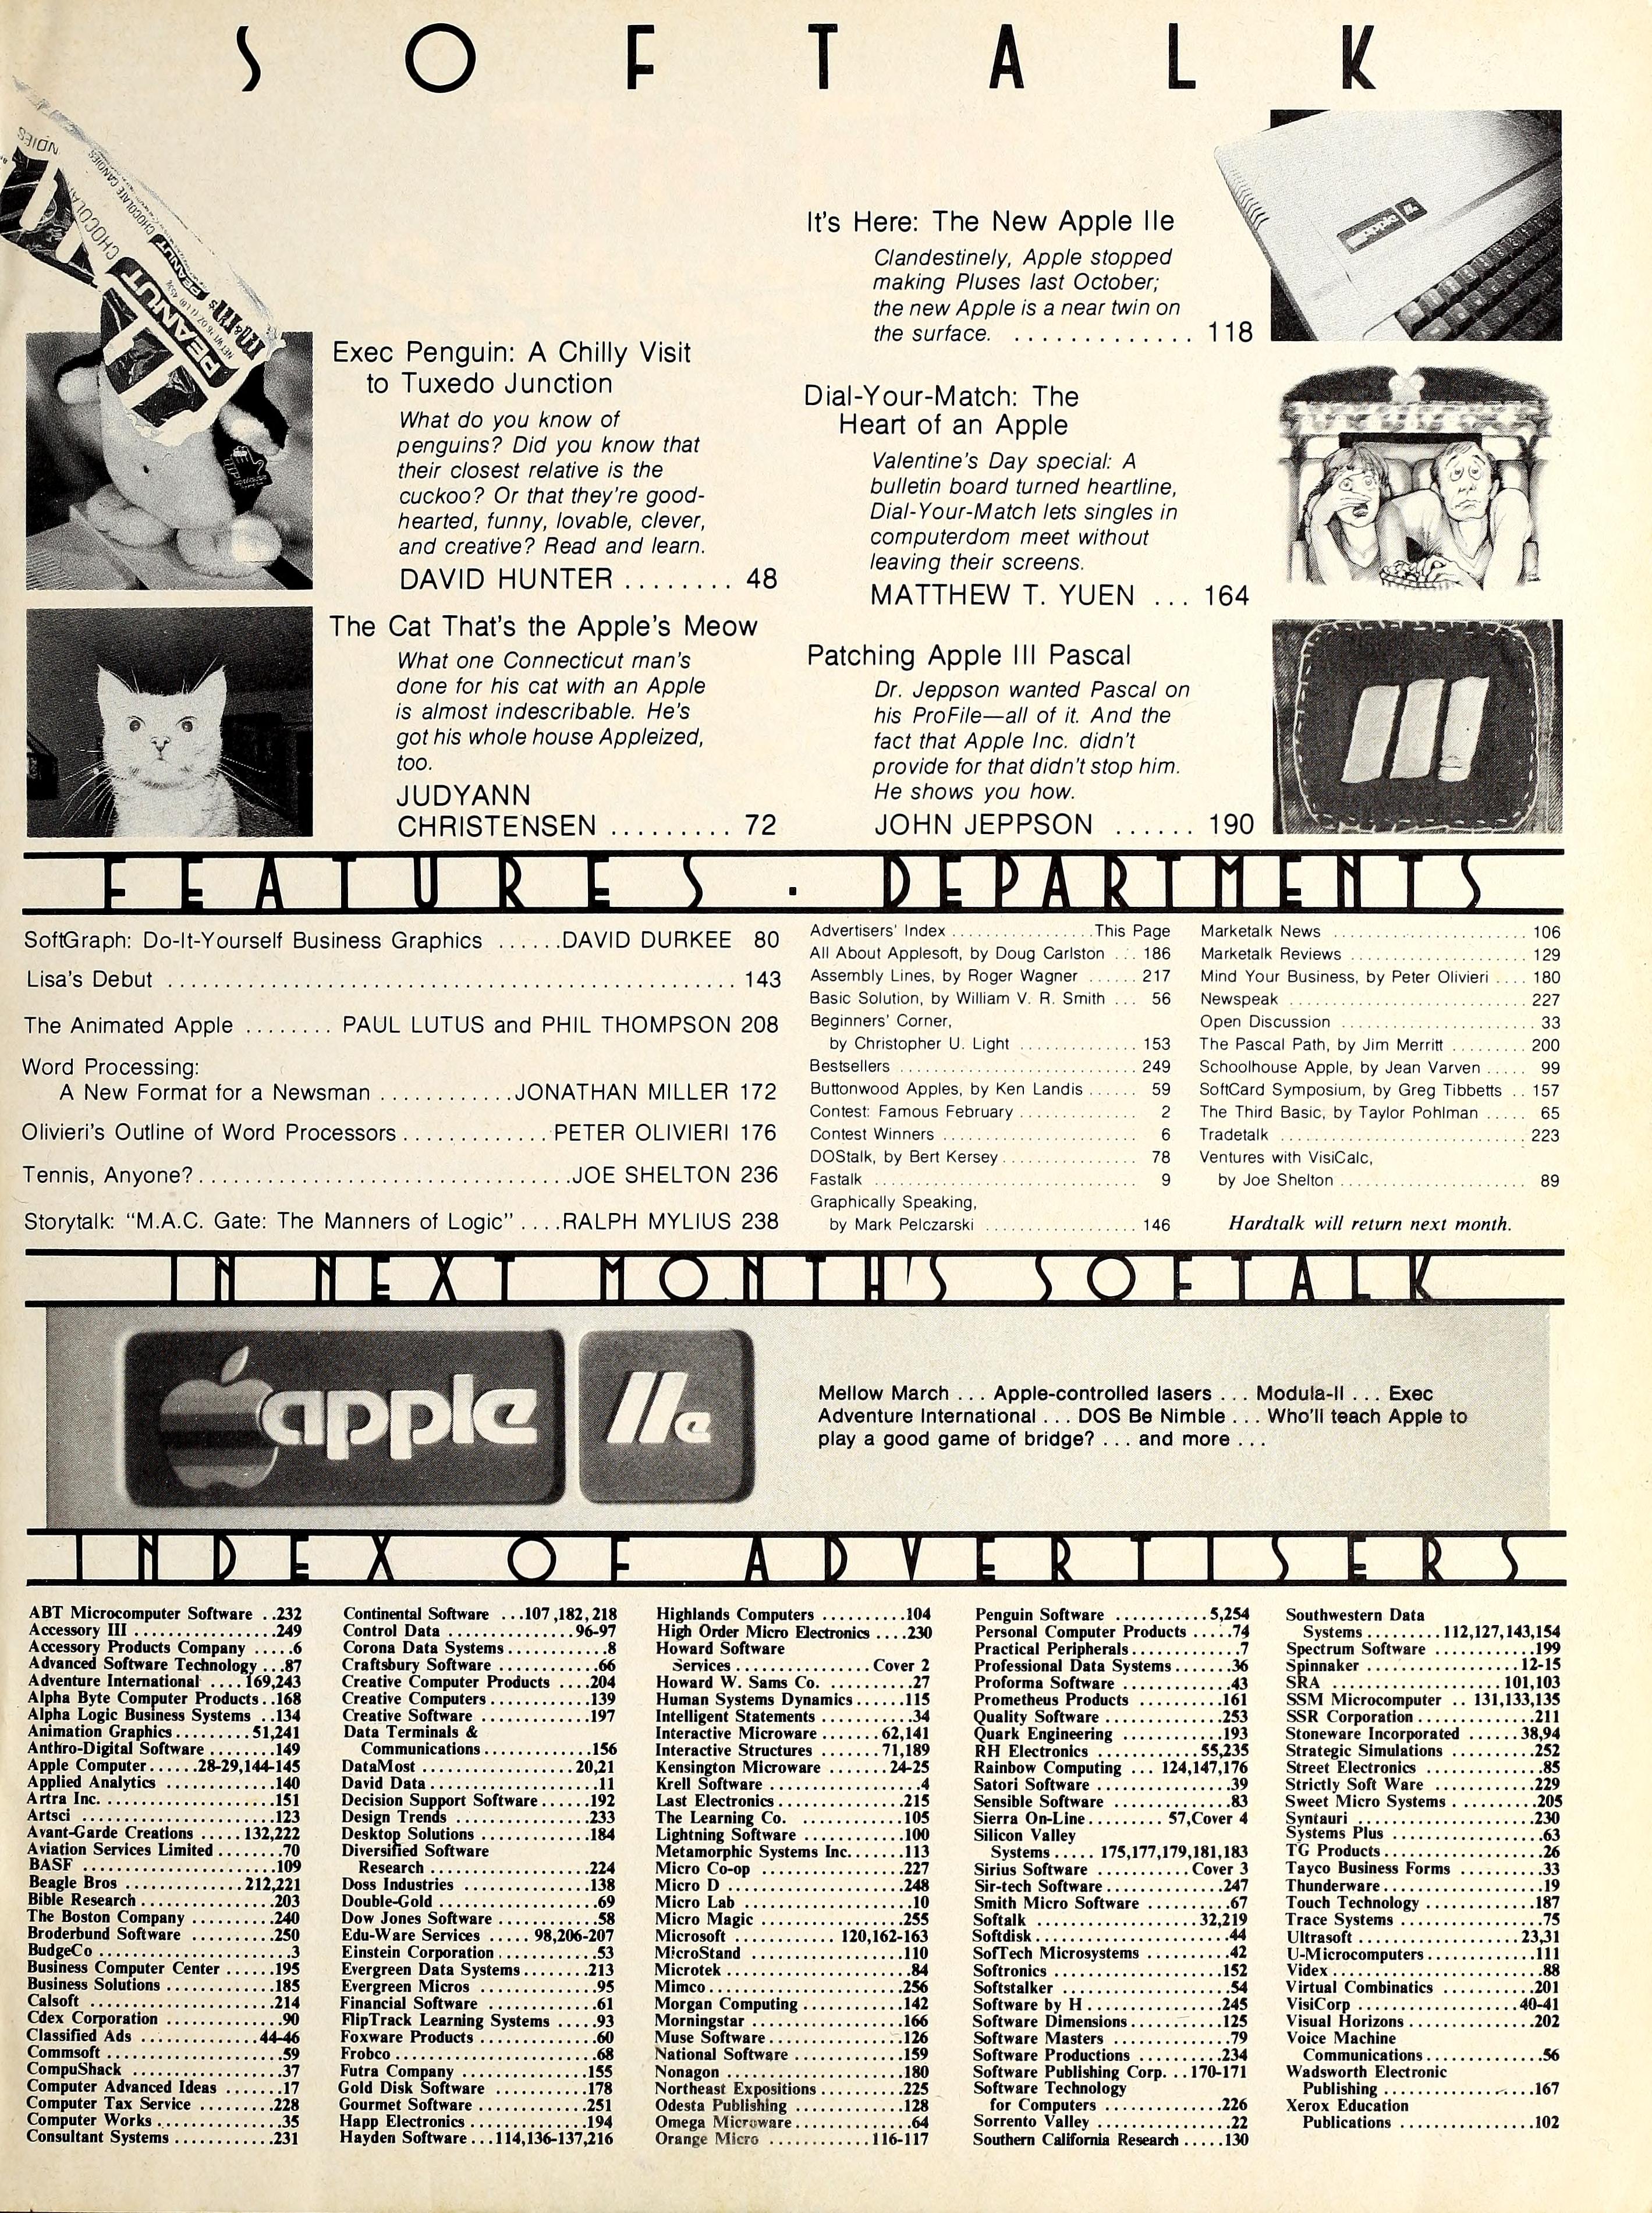 SOFTALK
NDIES
CHOCOLATE CANDIES
PEANUT
PEANUT
m&m's
NET WT. 16 OZ (1 LB) 453g
Exec Penguin: A Chilly Visit
to Tuxedo Junction
What do you know of
penguins? Did you know that
their closest relative is the
cuckoo? Or that they're good-
hearted, funny, lovable, clever,
and creative? Read and learn.
DAVID HUNTER ........ 48
The Cat That's the Apple's Meow
What one Connecticut man's
done for his cat with an Apple
is almost indescribable. He's
got his whole house Appleized,
too.
JUDYANN
CHRISTENSEN ......... 72
It's Here: The New Apple IIe
Clandestinely, Apple stopped
making Pluses last October;
the new Apple is a near twin on
the surface. ............. 118
Dial-Your-Match: The
Heart of an Apple
Valentine's Day special: A
bulletin board turned heartline,
Dial-Your-Match lets singles in
computerdom meet without
leaving their screens.
MATTHEW T. YUEN ... 164
Patching Apple III Pascal
Dr. Jeppson wanted Pascal on
his ProFile—all of it. And the
fact that Apple Inc. didn't
provide for that didn't stop him.
He shows you how.
JOHN JEPPSON ...... 190
apple IIe
III
FEATURES · DEPARTMENTS
SoftGraph: Do-It-Yourself Business Graphics ......DAVID DURKEE 80
Lisa's Debut ................ 143
The Animated Apple ........ PAUL LUTUS and PHIL THOMPSON 208
Word Processing:
A New Format for a Newsman ............JONATHAN MILLER 172
Olivieri's Outline of Word Processors.............PETER OLIVIERI 176
Tennis, Anyone?................JOE SHELTON 236
Storytalk: "M.A.C. Gate: The Manners of Logic" ....RALPH MYLIUS 238
Advertisers' Index ................This Page
All About Applesoft, by Doug Carlston ... 186
Assembly Lines, by Roger Wagner ...... 217
Basic Solution, by William V. R. Smith ... 56
Beginners' Corner,
by Christopher U. Light ............. 153
Bestsellers ................ 249
Buttonwood Apples, by Ken Landis ...... 59
Contest: Famous February ............. 2
Contest Winners ................ 6
DOStalk, by Bert Kersey................ 78
Fastalk ................ 9
Graphically Speaking,
by Mark Pelczarski ................ 146
Marketalk News ................ 106
Marketalk Reviews ................ 129
Mind Your Business, by Peter Olivieri .... 180
Newspeak ................ 227
Open Discussion ................ 33
The Pascal Path, by Jim Merritt ......... 200
Schoolhouse Apple, by Jean Varven ..... 99
SoftCard Symposium, by Greg Tibbetts .. 157
The Third Basic, by Taylor Pohlman ..... 65
Tradetalk ................ 223
Ventures with VisiCalc,
by Joe Shelton ................ 89
Hardtalk will return next month.
IN NEXT MONTH'S SOFTALK
apple IIe
Mellow March ... Apple-controlled lasers ... Modula-II ... Exec
Adventure International ... DOS Be Nimble ... Who'll teach Apple to
play a good game of bridge? ... and more ...
INDEX OF ADVERTISERS
ABT Microcomputer Software ..232
Accessory III ................249
Accessory Products Company .....6
Advanced Software Technology ...87
Adventure International ....169,243
Alpha Byte Computer Products..168
Alpha Logic Business Systems ..134
Animation Graphics.........51,241
Anthro-Digital Software ........149
Apple Computer......28-29,144-145
Applied Analytics ..............140
Artra Inc. ................151
Artsci ................123
Avant-Garde Creations .....132,222
Aviation Services Limited ........70
BASF ................109
Beagle Bros ..............212,221
Bible Research ................203
The Boston Company ..........240
Broderbund Software ...........250
BudgeCo ................3
Business Computer Center ......195
Business Solutions .............185
Calsoft ................214
Cdex Corporation .............90
Classified Ads ..............44-46
Commsoft ................59
CompuShack ................37
Computer Advanced Ideas .......17
Computer Tax Service ..........228
Computer Works ................35
Consultant Systems ............231
Continental Software ...107,182,218
Control Data ..............96-97
Corona Data Systems............8
Craftsbury Software ............66
Creative Computer Products ....204
Creative Computers............139
Creative Software .............197
Data Terminals &
Communications.............156
DataMost ................20,21
David Data ................11
Decision Support Software......192
Design Trends ................233
Desktop Solutions .............184
Diversified Software
Research ................224
Doss Industries ................138
Double-Gold ................69
Dow Jones Software ............58
Edu-Ware Services .....98,206-207
Einstein Corporation............53
Evergreen Data Systems........213
Evergreen Micros .............95
Financial Software .............61
FlipTrack Learning Systems .....93
Foxware Products..............60
Frobco................68
Futra Company ...............155
Gold Disk Software ...........178
Gourmet Software ............251
Happ Electronics ..............194
Hayden Software...114,136-137,216
Highlands Computers ..........104
High Order Micro Electronics ....230
Howard Software
Services................Cover 2
Howard W. Sams Co. ...........27
Human Systems Dynamics......115
Intelligent Statements ...........34
Interactive Microware .......62,141
Interactive Structures .......71,189
Kensington Microware .......24-25
Krell Software ................4
Last Electronics ...............215
The Learning Co. .............105
Lightning Software ............100
Metamorphic Systems Inc.......113
Micro Co-op ................227
Micro D ................248
Micro Lab ................10
Micro Magic ................255
Microsoft ............120,162-163
MicroStand ................110
Microtek ................84
Mimco................256
Morgan Computing............142
Morningstar ................166
Muse Software................126
National Software .............159
Nonagon ................180
Northeast Expositions ..........225
Odesta Publishing .............128
Omega Microware..............64
Orange Micro ............116-117
Penguin Software ...........5,254
Personal Computer Products .....74
Practical Peripherals.............7
Professional Data Systems.......36
Proforma Software .............43
Prometheus Products ..........161
Quality Software ..............253
Quark Engineering ............193
RH Electronics ............55,235
Rainbow Computing ...124,147,176
Satori Software ................39
Sensible Software ..............83
Sierra On-Line.........57,Cover 4
Silicon Valley
Systems .....175,177,179,181,183
Sirius Software ..........Cover 3
Sir-tech Software..............247
Smith Micro Software ..........67
Softalk ................32,219
Softdisk................44
SofTech Microsystems ..........42
Softronics ................152
Softstalker ................54
Software by H ................245
Software Dimensions...........125
Software Masters ..............79
Software Productions ..........234
Software Publishing Corp. ..170-171
Software Technology
for Computers ..............226
Sorrento Valley ................22
Southern California Research .....130
Southwestern Data
Systems .........112,127,143,154
Spectrum Software ............199
Spinnaker ................12-15
SRA ................101,103
SSM Microcomputer ..131,133,135
SSR Corporation..............211
Stoneware Incorporated ......38,94
Strategic Simulations ..........252
Street Electronics ..............85
Strictly Soft Ware .............229
Sweet Micro Systems ..........205
Syntauri ................230
Systems Plus ................63
TG Products................26
Tayco Business Forms ..........33
Thunderware................19
Touch Technology .............187
Trace Systems ................75
Ultrasoft ................23,31
U-Microcomputers.............111
Videx................88
Virtual Combinatics ...........201
VisiCorp ................40-41
Visual Horizons ...............202
Voice Machine
Communications..............56
Wadsworth Electronic
Publishing ................167
Xerox Education
Publications ................102